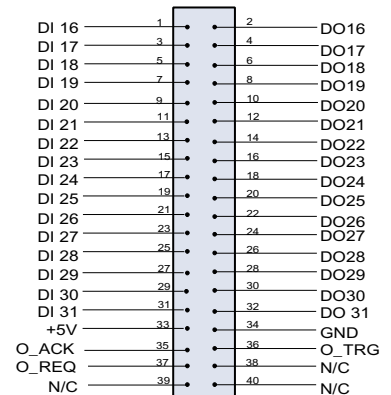 DI 16 1 2 DO16
DI 17 3 4 DO17
DI 18 5 6 DO18
DI 19 7 8 DO19
DI 20 9 10 DO20
DI 21 11 12 DO21
DI 22 13 14 DO22
DI 23 15 16 DO23
DI 24 17 18 DO24
DI 25 19 20 DO25
DI 26 21 22 DO26
DI 27 23 24 DO27
DI 28 25 26 DO28
DI 29 27 28 DO29
DI 30 29 30 DO30
DI 31 31 32 DO 31
+5V 33 34 GND
O_ACK 35 36 O_TRG
O_REQ 37 38 N/C
N/C 39 40 N/C